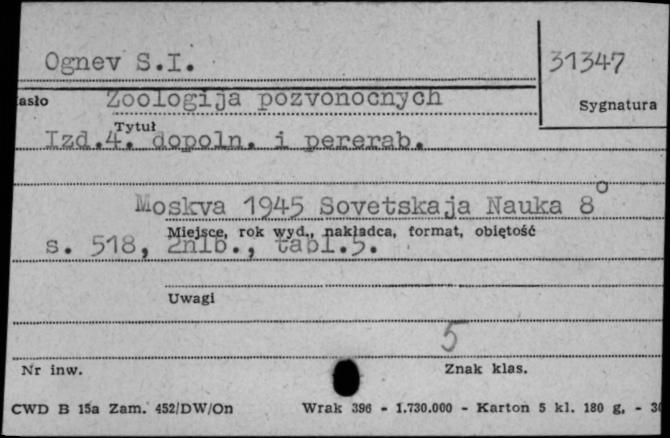 Ognev S.I.
31347
asło Zoologija pozvonocnych
Sygnatura
Tytuł
Izd.4. dopoln. i pererab.
Moskva 1945 Sovetskaja Nauka 8°
Miejsce, rok wyd., nakładca, format, objętość
s. 518, 2nlb., tabl.5.
Uwagi
5
Nr inw.
Znak klas.
CWD B 15a Zam. 452/DW/On Wrak 396 - 1.730.000 - Karton 5 kl. 180 g, - 30